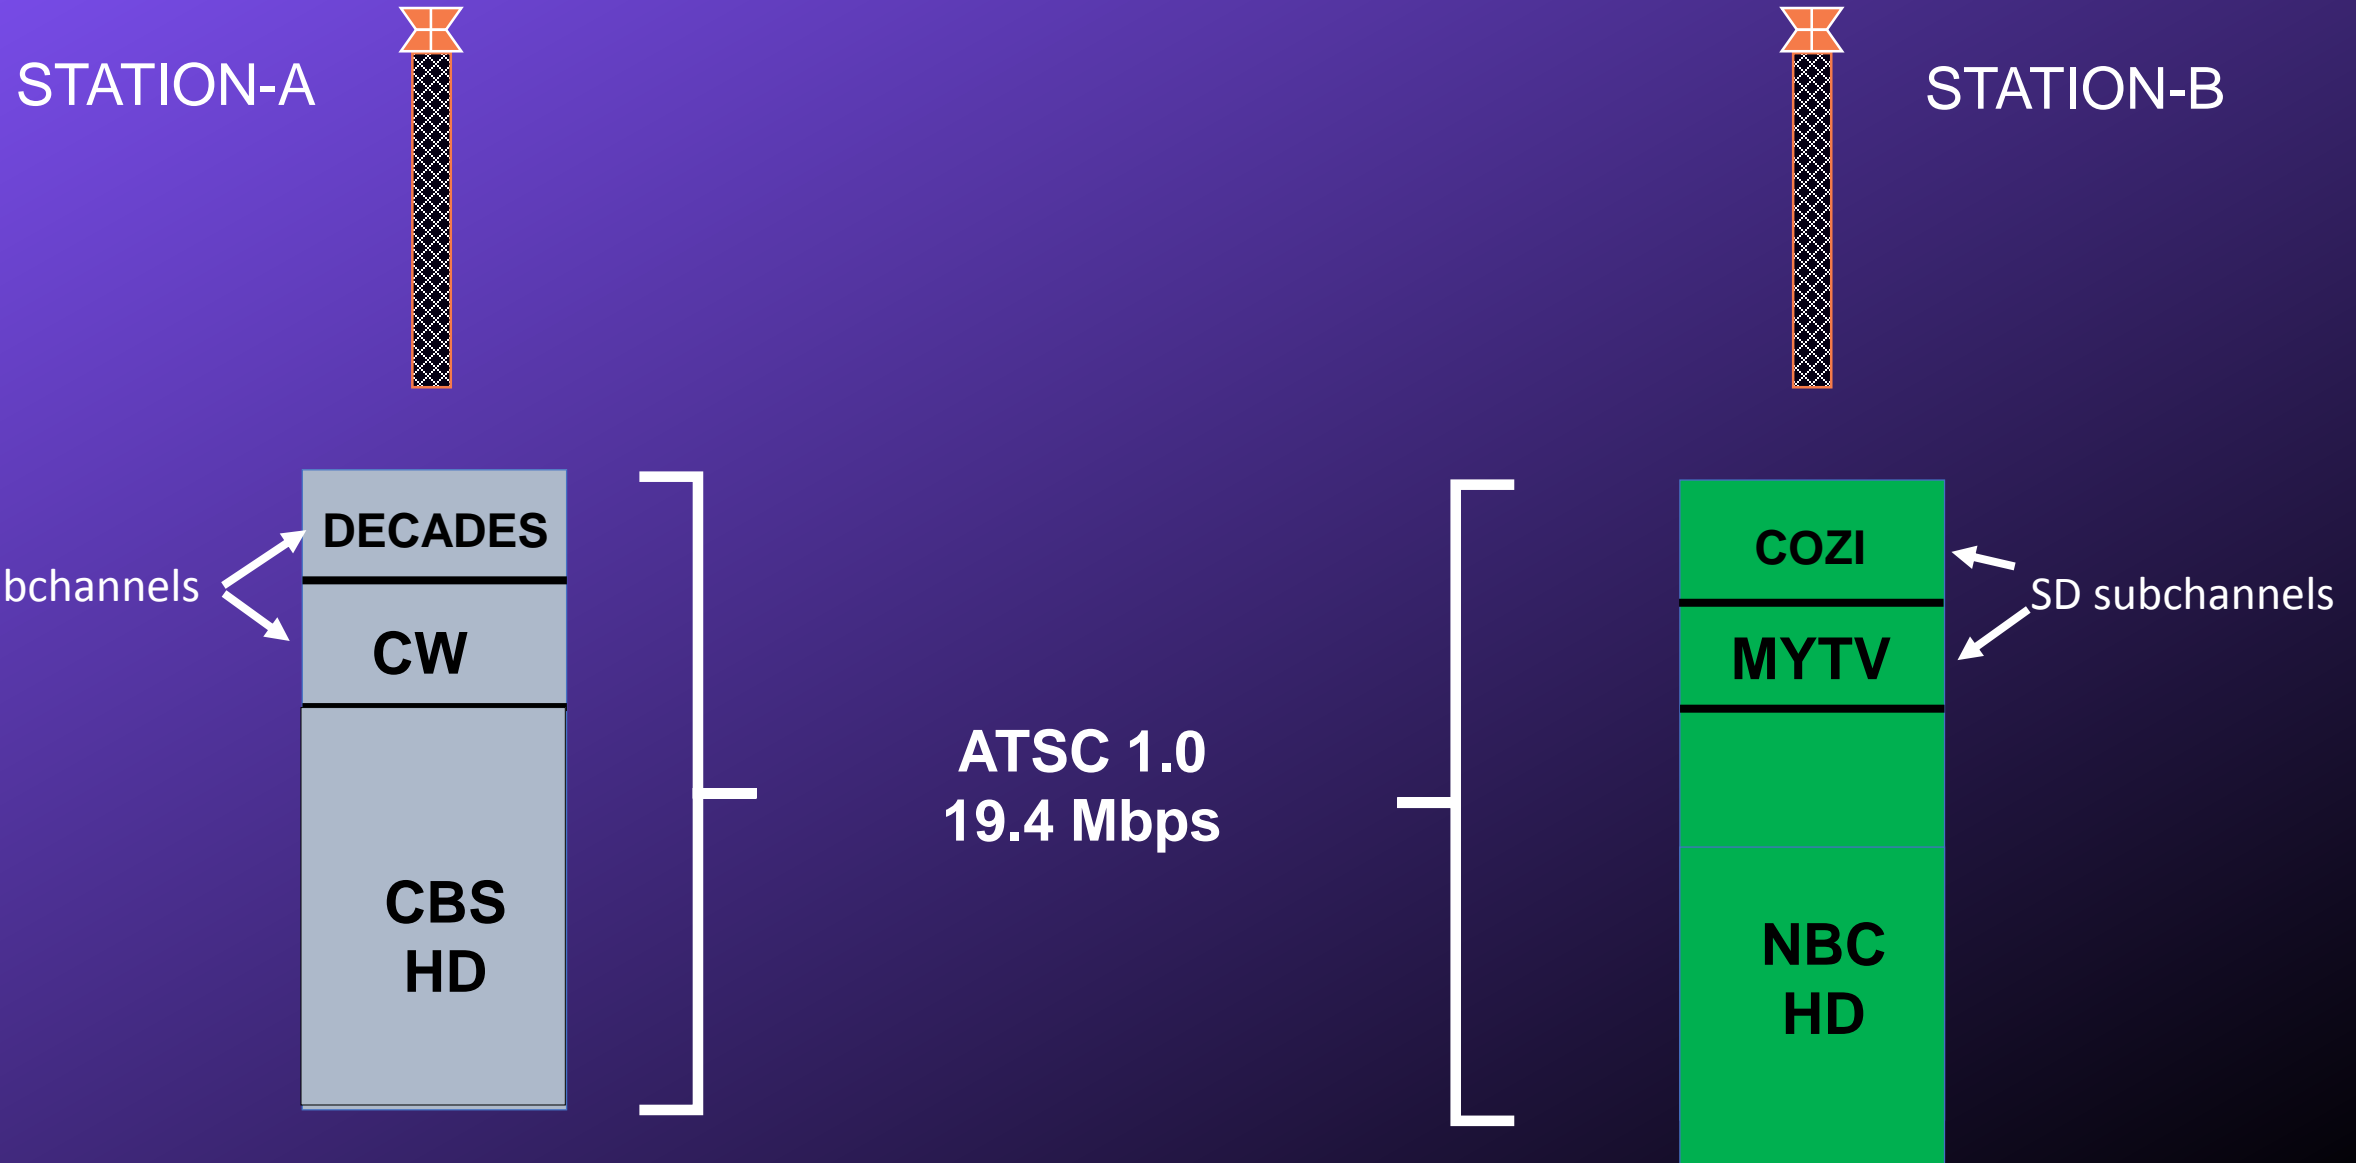 STATION-A
STATION-B
DECADES
bchannels
CW
CBS
HD
ATSC 1.0
19.4 Mbps
COZI
SD subchannels
MYTV
NBC
HD